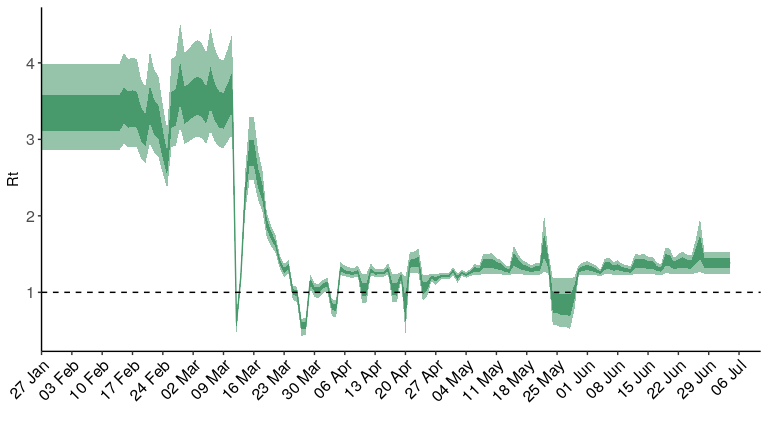 Rt
4
3
2
1
27 Jan
03 Feb
10 Feb
17 Feb
24 Feb
02 Mar
09 Mar
16 Mar
23 Mar
30 Mar
06 Apr
13 Apr
20 Apr
27 Apr
04 May
11 May
18 May
25 May
01 Jun
08 Jun
15 Jun
22 Jun
29 Jun
06 Jul